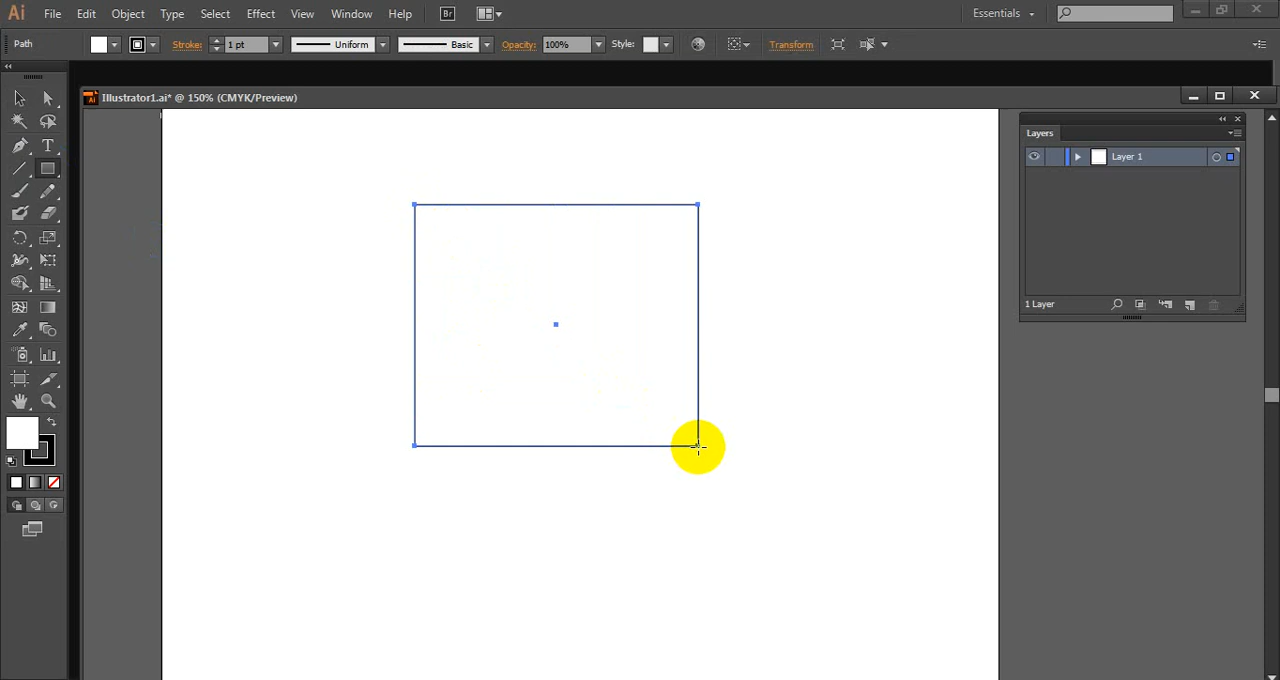 Ai File Edit Object Type Select Effect View Window Help Br Essentials
Path Stroke: 1 pt Uniform Basic Opacity: 100% Style: Transform
Ai Illustrator1.ai* @ 150% (CMYK/Preview)
Layers
Layer 1
T
1 Layer